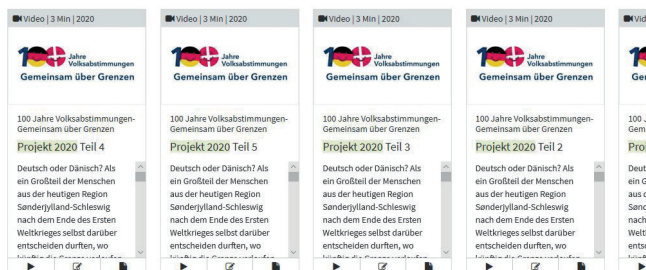 Video | 3 Min | 2020
100 Jahre
Volksabstimmungen
Gemeinsam über Grenzen
100 Jahre Volksabstimmungen-
Gemeinsam über Grenzen
Projekt 2020 Teil 4
Deutsch oder Dänisch? Als
ein Großteil der Menschen
aus der heutigen Region
Sønderjylland-Schleswig
nach dem Ende des Ersten
Weltkrieges selbst darüber
entscheiden durften, wo
Video | 3 Min | 2020
100 Jahre
Volksabstimmungen
Gemeinsam über Grenzen
100 Jahre Volksabstimmungen-
Gemeinsam über Grenzen
Projekt 2020 Teil 5
Deutsch oder Dänisch? Als
ein Großteil der Menschen
aus der heutigen Region
Sønderjylland-Schleswig
nach dem Ende des Ersten
Weltkrieges selbst darüber
entscheiden durften, wo
Video | 3 Min | 2020
100 Jahre
Volksabstimmungen
Gemeinsam über Grenzen
100 Jahre Volksabstimmungen-
Gemeinsam über Grenzen
Projekt 2020 Teil 3
Deutsch oder Dänisch? Als
ein Großteil der Menschen
aus der heutigen Region
Sønderjylland-Schleswig
nach dem Ende des Ersten
Weltkrieges selbst darüber
entscheiden durften, wo
Video | 3 Min | 2020
100 Jahre
Volksabstimmungen
Gemeinsam über Grenzen
100 Jahre Volksabstimmungen-
Gemeinsam über Grenzen
Projekt 2020 Teil 2
Deutsch oder Dänisch? Als
ein Großteil der Menschen
aus der heutigen Region
Sønderjylland-Schleswig
nach dem Ende des Ersten
Weltkrieges selbst darüber
entscheiden durften, wo